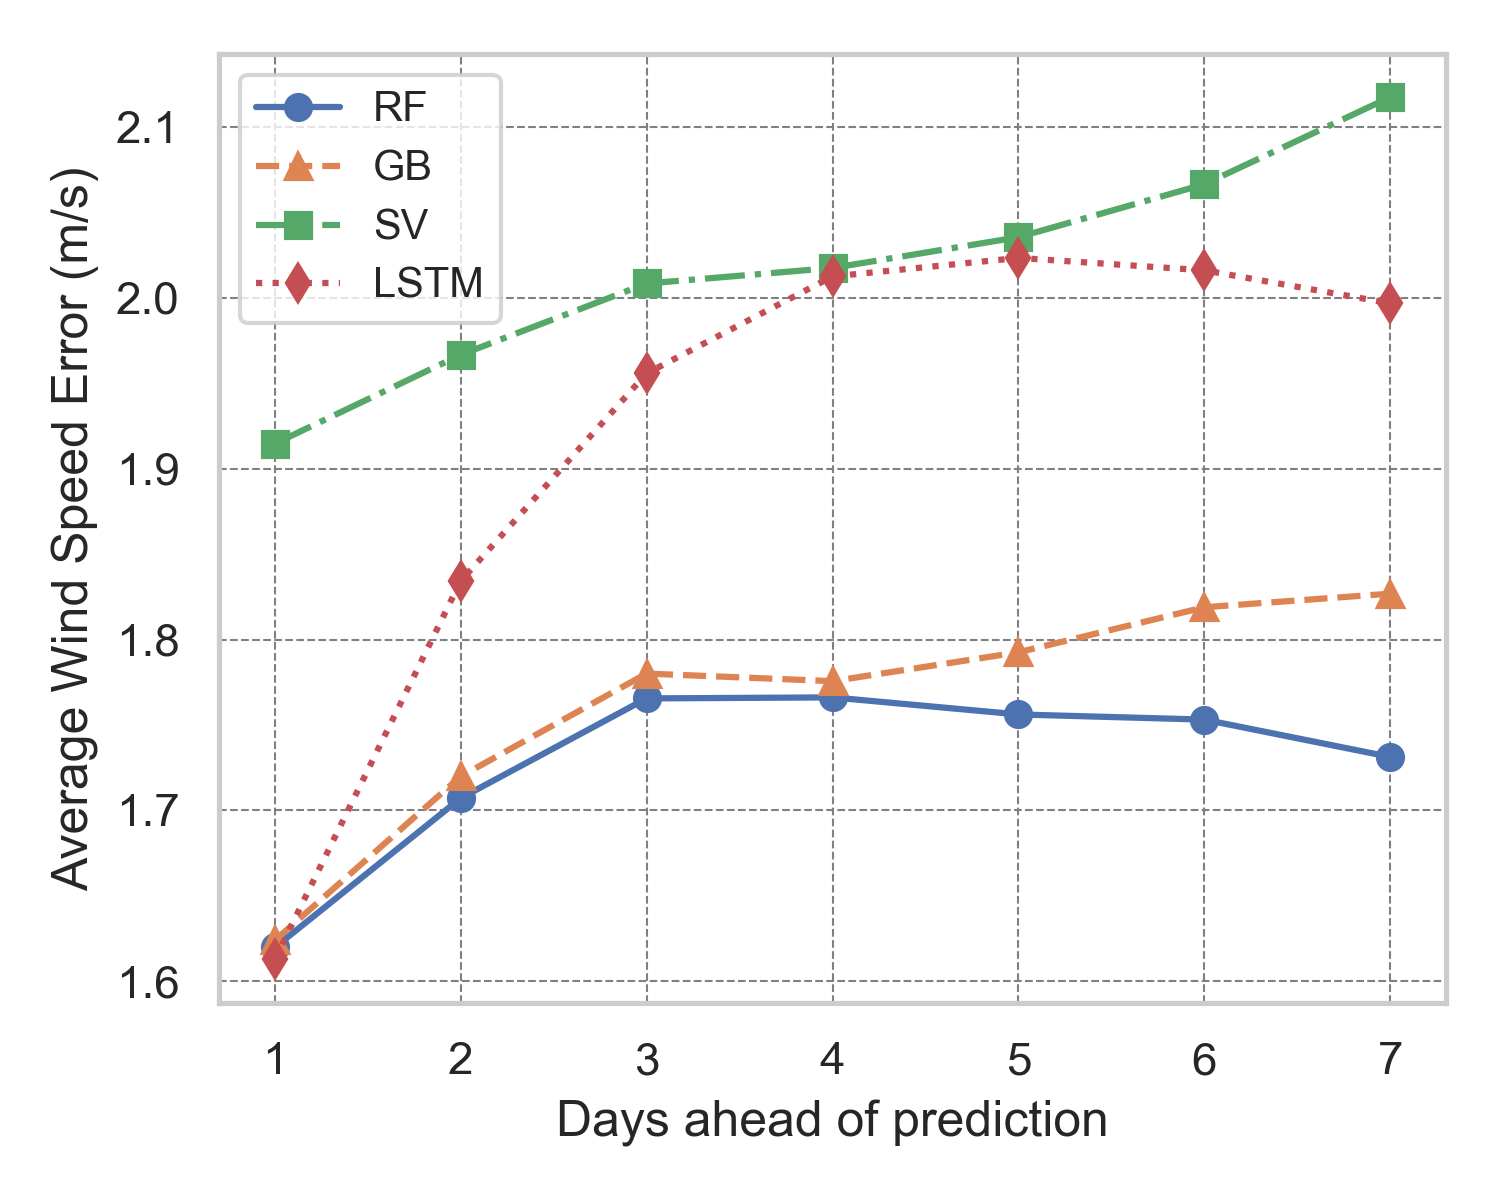 RF
GB
SV
LSTM
2.1
2.0
1.9
1.8
1.7
1.6
Average Wind Speed Error (m/s)
1 2 3 4 5 6 7
Days ahead of prediction